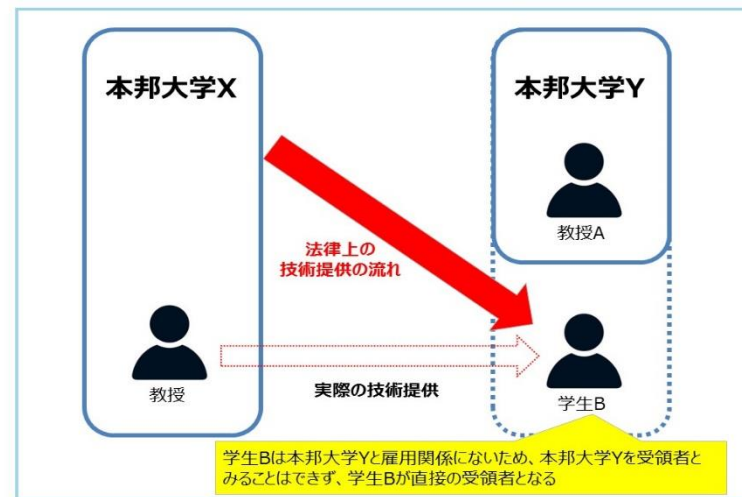 本邦大学X
本邦大学Y
教授A
法律上の
技術提供の流れ
教授
実際の技術提供
学生B
学生Bは本邦大学Yと雇用関係にないため、本邦大学Yを受領者と
みることはできず、学生Bが直接の受領者となる